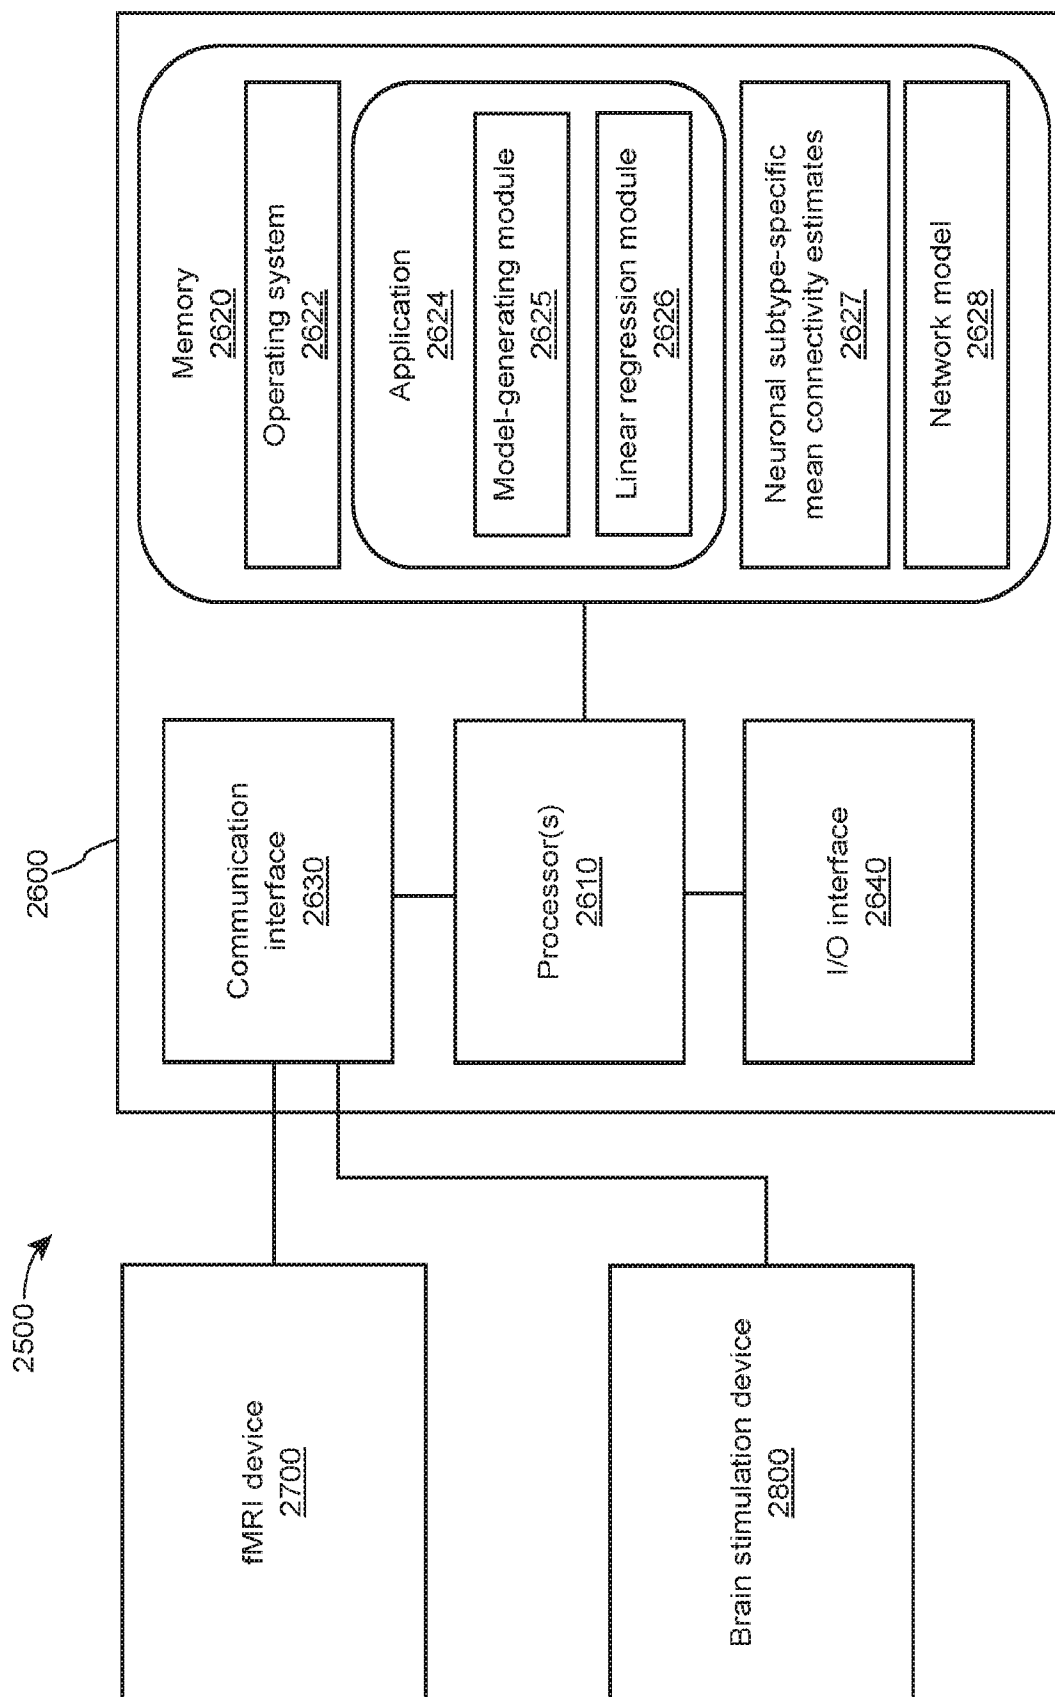 2500
2600
fMRI device
2700
Brain stimulation device
2800
Communication
interface
2630
Processor(s)
2610
I/O interface
2640
Memory
2620
Operating system
2622
Application
2624
Model-generating module
2625
Linear regression module
2626
Neuronal subtype-specific
mean connectivity estimates
2627
Network model
2628